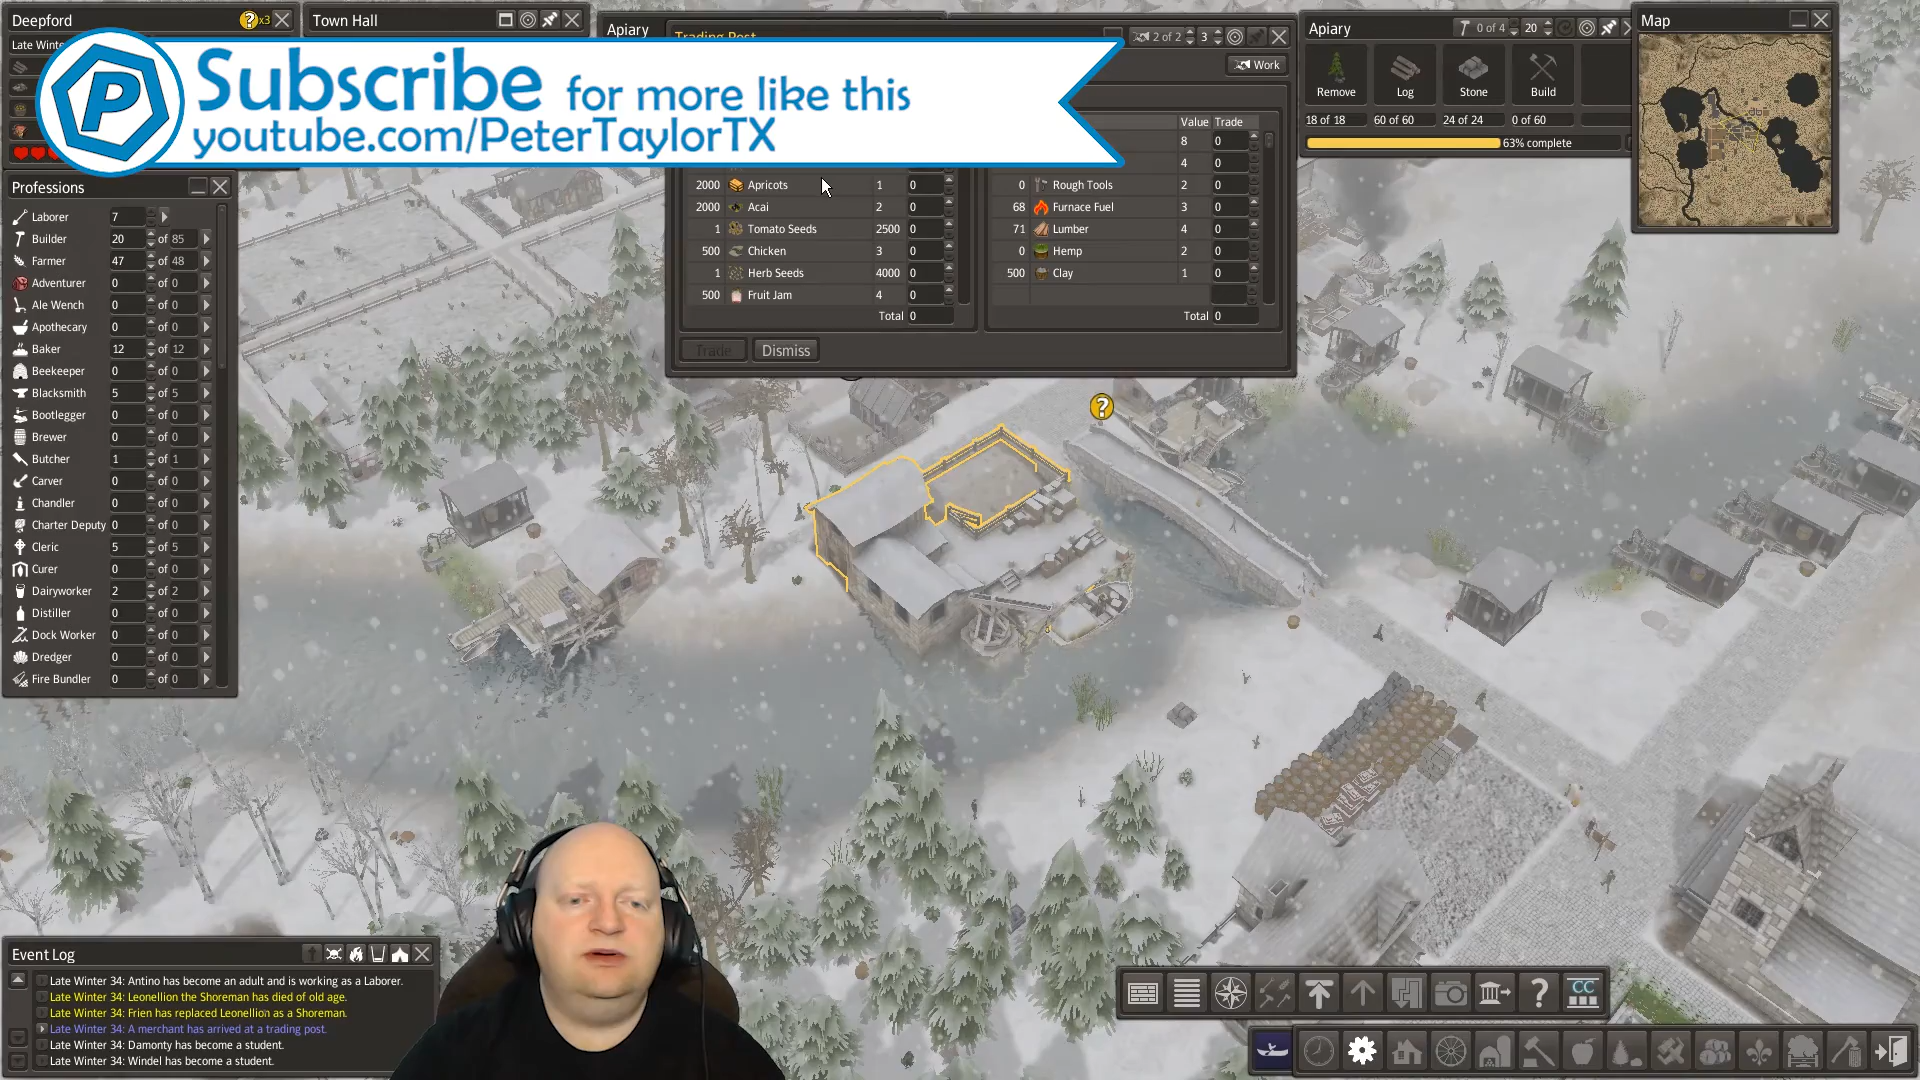 Deepford
x3
Town Hall
Apiary
Trading Post
2 of 2
3
Apiary
0 of 4
20
Map
Late Winte
Subscribe for more like this
youtube.com/PeterTaylorTX
P
Work
Remove
Log
Stone
Build
18 of 18
60 of 60
24 of 24
0 of 60
63% complete
Value Trade
8 0
4 0
2000 Apricots 1 0
0 Rough Tools 2 0
2000 Acai 2 0
68 Furnace Fuel 3 0
1 Tomato Seeds 2500 0
71 Lumber 4 0
500 Chicken 3 0
0 Hemp 2 0
1 Herb Seeds 4000 0
500 Clay 1 0
500 Fruit Jam 4 0
Total 0
Total 0
Trade
Dismiss
?
Professions
Laborer 7
Builder 20 of 85
Farmer 47 of 48
Adventurer 0 of 0
Ale Wench 0 of 0
Apothecary 0 of 0
Baker 12 of 12
Beekeeper 0 of 0
Blacksmith 5 of 5
Bootlegger 0 of 0
Brewer 0 of 0
Butcher 1 of 1
Carver 0 of 0
Chandler 0 of 0
Charter Deputy 0 of 0
Cleric 5 of 5
Curer 0 of 0
Dairyworker 2 of 2
Distiller 0 of 0
Dock Worker 0 of 0
Dredger 0 of 0
Fire Bundler 0 of 0
Event Log
Late Winter 34: Antino has become an adult and is working as a Laborer.
Late Winter 34: Leonellion the Shoreman has died of old age.
Late Winter 34: Frien has replaced Leonellion as a Shoreman.
Late Winter 34: A merchant has arrived at a trading post.
Late Winter 34: Damonty has become a student.
Late Winter 34: Windel has become a student.
?
CC